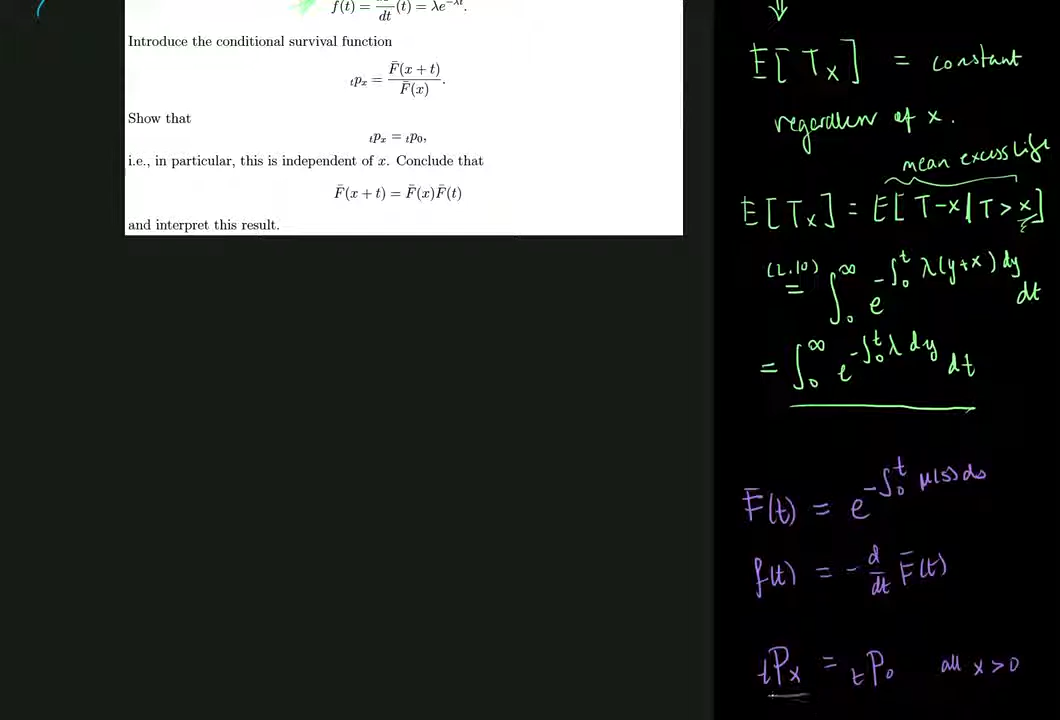 f(t) = d/dt (t) = λe^{−λt}.
Introduce the conditional survival function
ₜpₓ = F̄(x + t) / F̄(x).
Show that
ₜpₓ = ₜp₀,
i.e., in particular, this is independent of x. Conclude that
F̄(x + t) = F̄(x)F̄(t)
and interpret this result.
⇓
E[Tₓ] = constant
regardless of x.
mean excess life
E[Tₓ] = E[T−x | T > x]
(2.10) = ∫₀^∞ e^{−∫₀^t λ(y+x) dy} dt
= ∫₀^∞ e^{−∫₀^t λ dy} dt
F̄(t) = e^{−∫₀^t μ(s) ds}
f(t) = − d/dt F̄(t)
ₜPₓ = ₜP₀ all x > 0